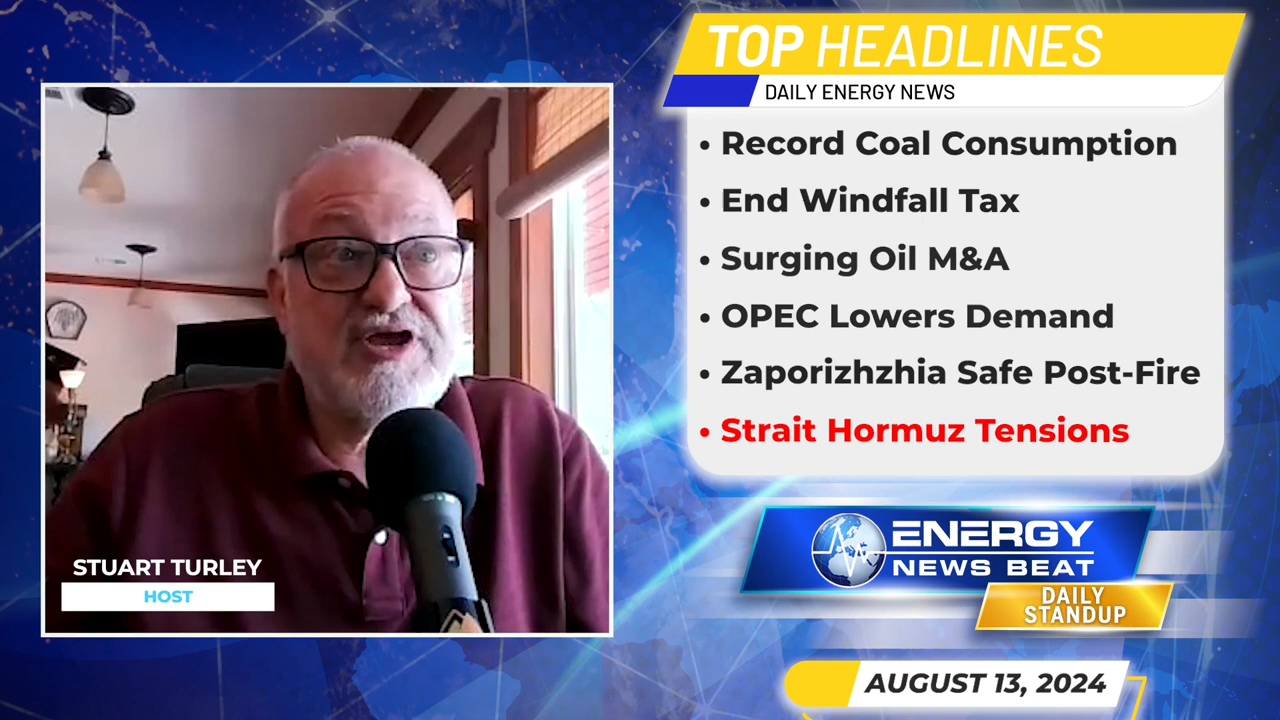 TOP HEADLINES
DAILY ENERGY NEWS
• Record Coal Consumption
• End Windfall Tax
• Surging Oil M&A
• OPEC Lowers Demand
• Zaporizhzhia Safe Post-Fire
• Strait Hormuz Tensions
STUART TURLEY
HOST
ENERGY
NEWS BEAT
DAILY
STANDUP
AUGUST 13, 2024